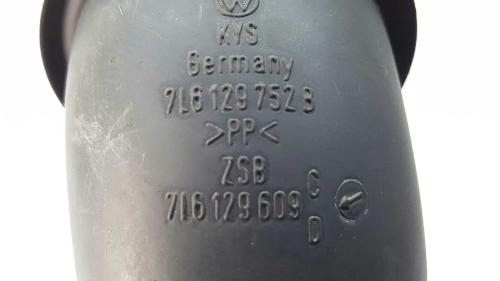 KYS
Germany
7L6 129 752 B
>PP<
ZSB
7L6 129 609 C
D